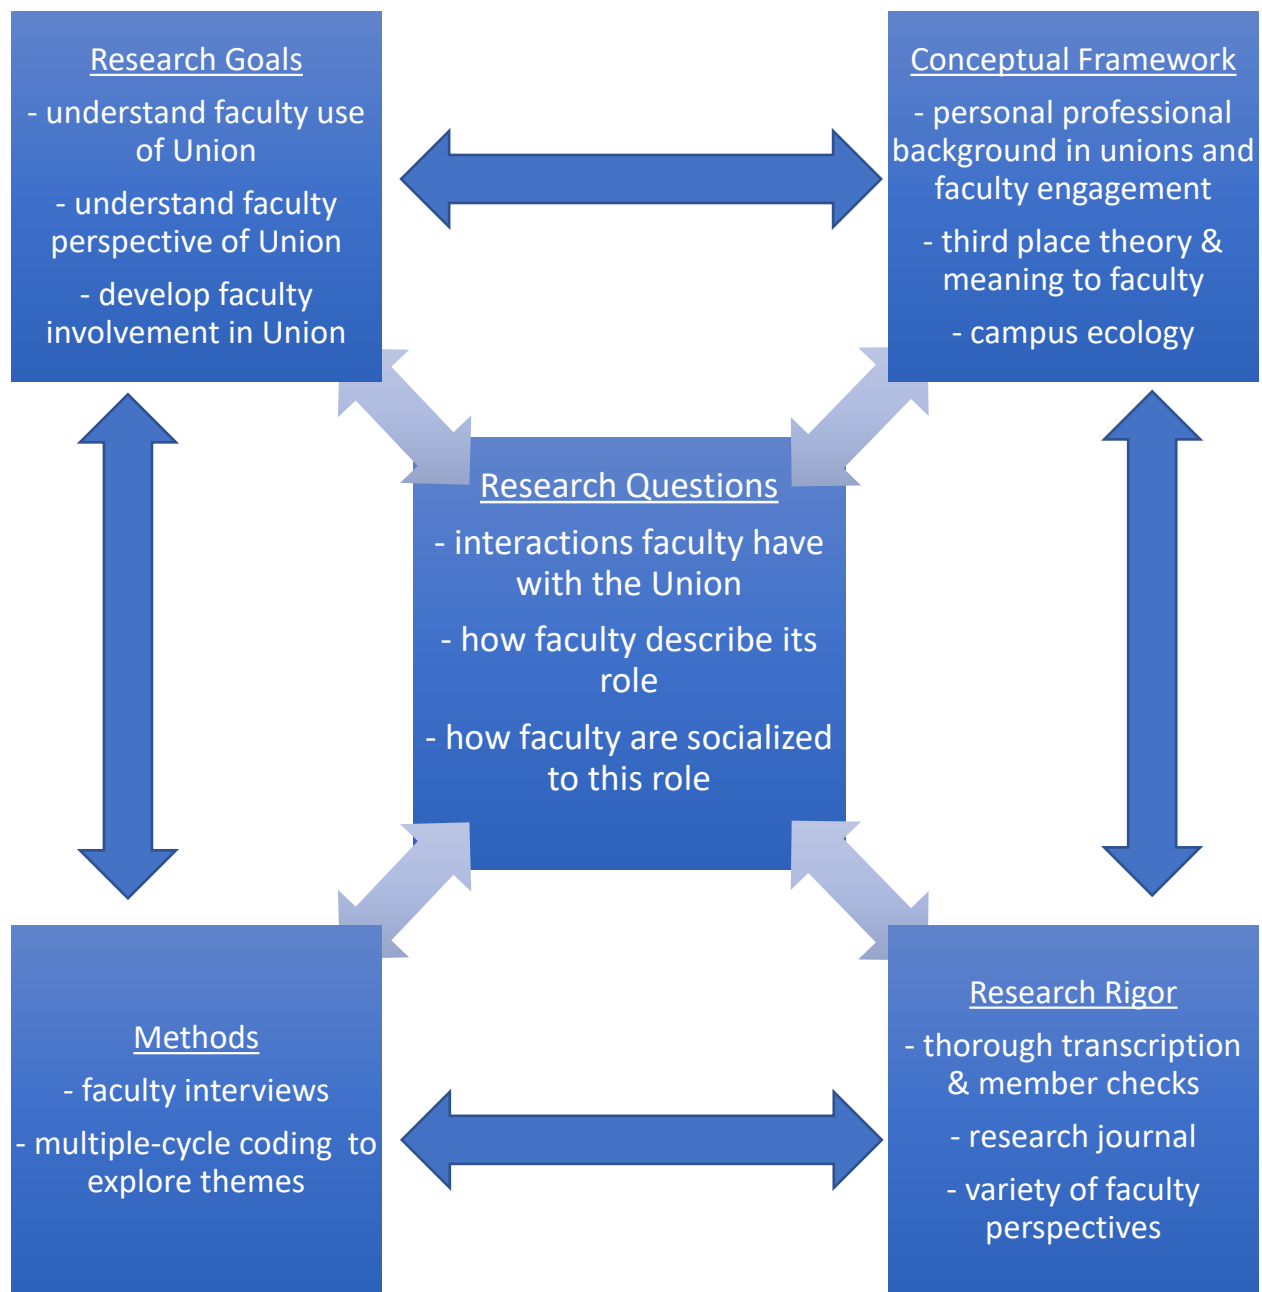 Research Goals
- understand faculty use
of Union
- understand faculty
perspective of Union
- develop faculty
involvement in Union
Conceptual Framework
- personal professional
background in unions and
faculty engagement
- third place theory &
meaning to faculty
- campus ecology
Research Questions
- interactions faculty have
with the Union
- how faculty describe its
role
- how faculty are socialized
to this role
Methods
- faculty interviews
- multiple-cycle coding  to
explore themes
Research Rigor
- thorough transcription
& member checks
- research journal
- variety of faculty
perspectives